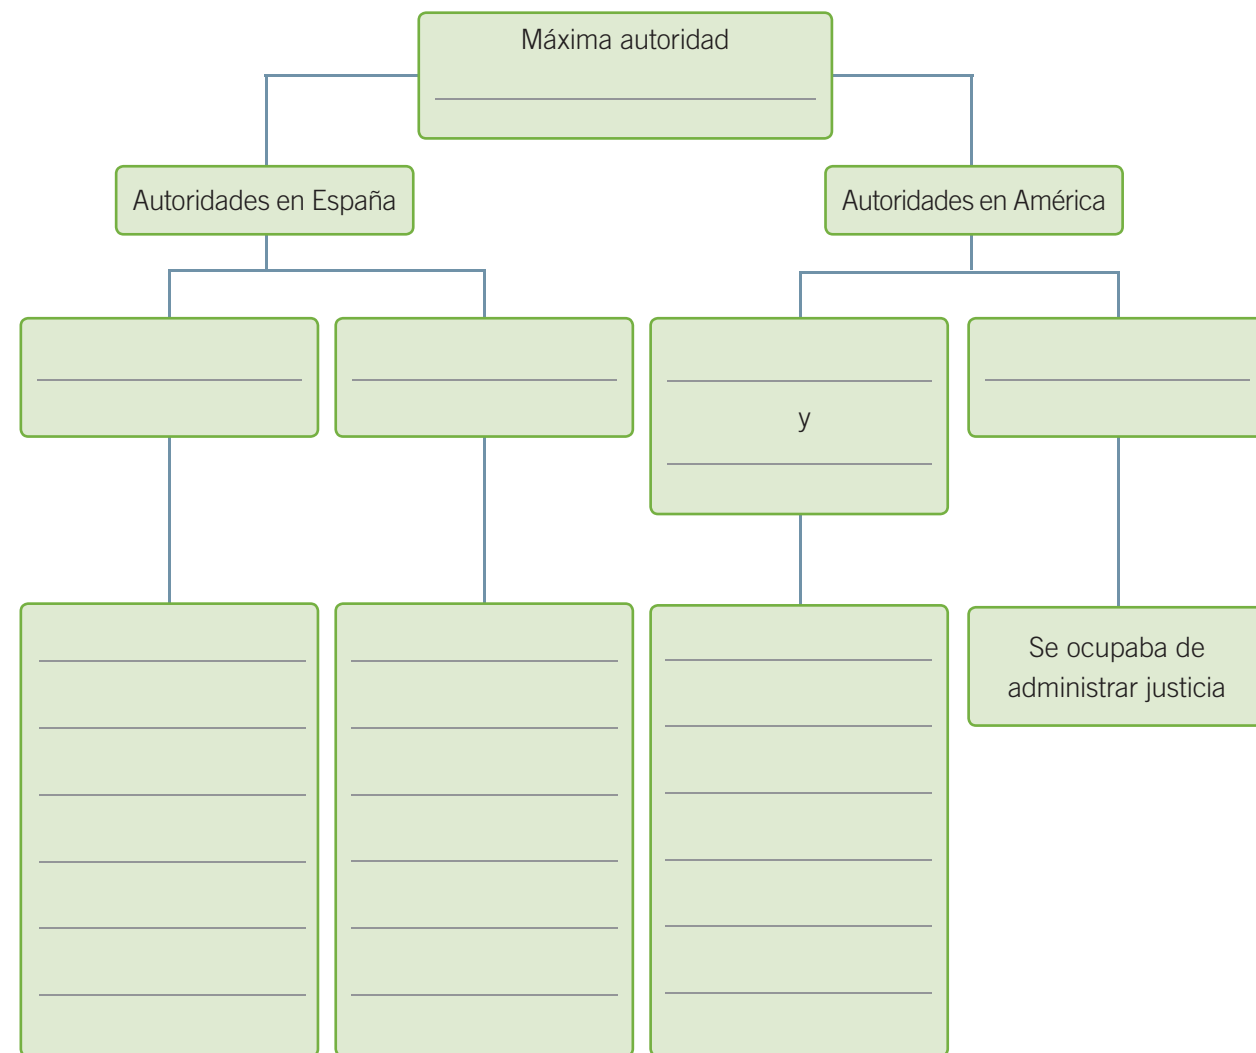 Máxima autoridad
Autoridades en España
Autoridades en América
y
Se ocupaba de
administrar justicia